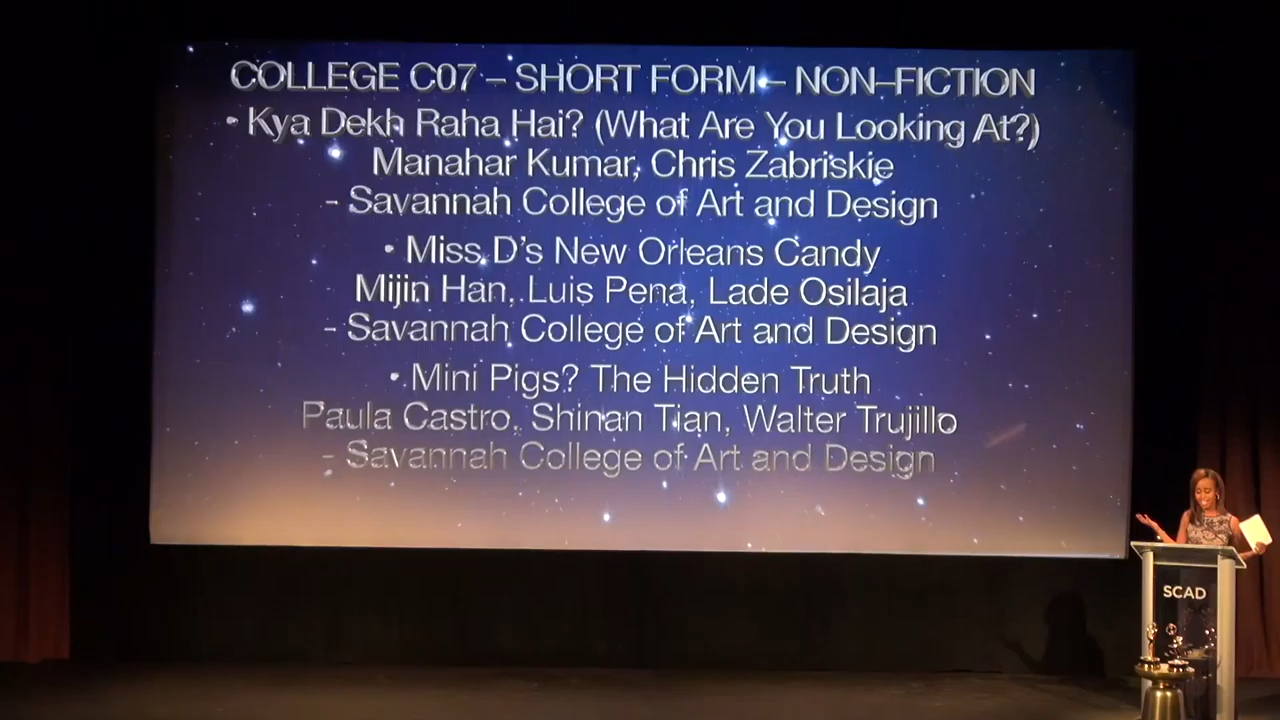 COLLEGE C07 – SHORT FORM – NON–FICTION
• Kya Dekh Raha Hai? (What Are You Looking At?)
Manahar Kumar, Chris Zabriskie
- Savannah College of Art and Design
• Miss D's New Orleans Candy
Mijin Han, Luis Pena, Lade Osilaja
- Savannah College of Art and Design
• Mini Pigs? The Hidden Truth
Paula Castro, Shinan Tian, Walter Trujillo
- Savannah College of Art and Design
SCAD